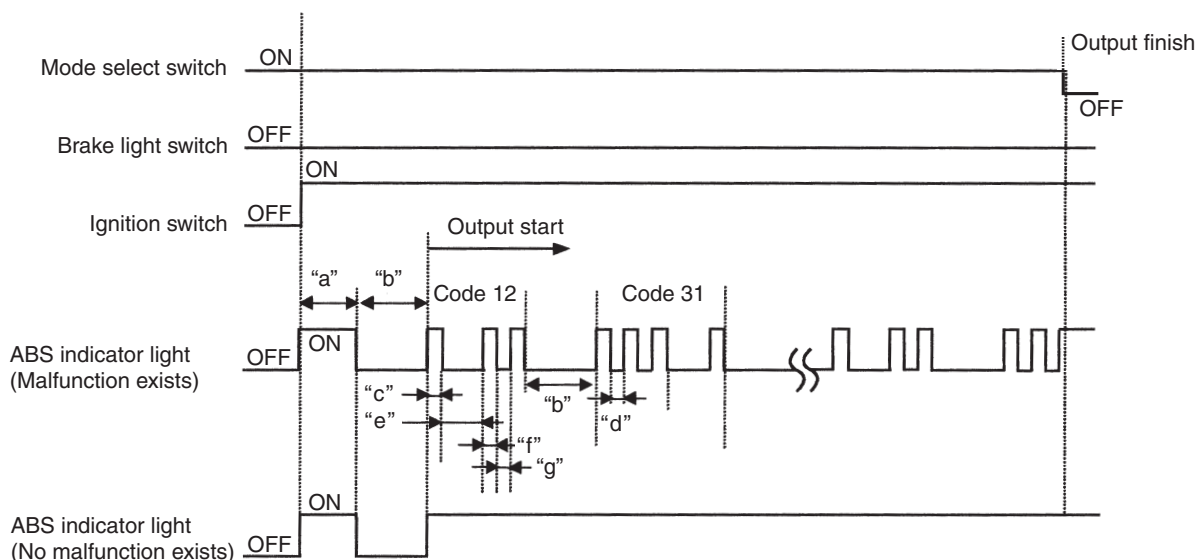 Output finish
Mode select switch ON
OFF
Brake light switch OFF
ON
Ignition switch OFF
Output start
“a” “b”
Code 12 Code 31
ABS indicator light
(Malfunction exists)
OFF ON
“c” “b”
“e” “d”
“f”
“g”
ON
ABS indicator light
(No malfunction exists) OFF